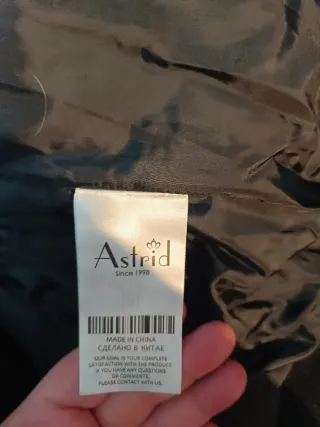 Astrid
Since 1998
MADE IN CHINA
СДЕЛАНО В КИТАЕ
OUR GOAL IS YOUR COMPLETE
SATISFACTION WITH THE PRODUCT
IF YOU HAVE ANY QUESTIONS
OR COMMENTS,
PLEASE CONTACT WITH US.